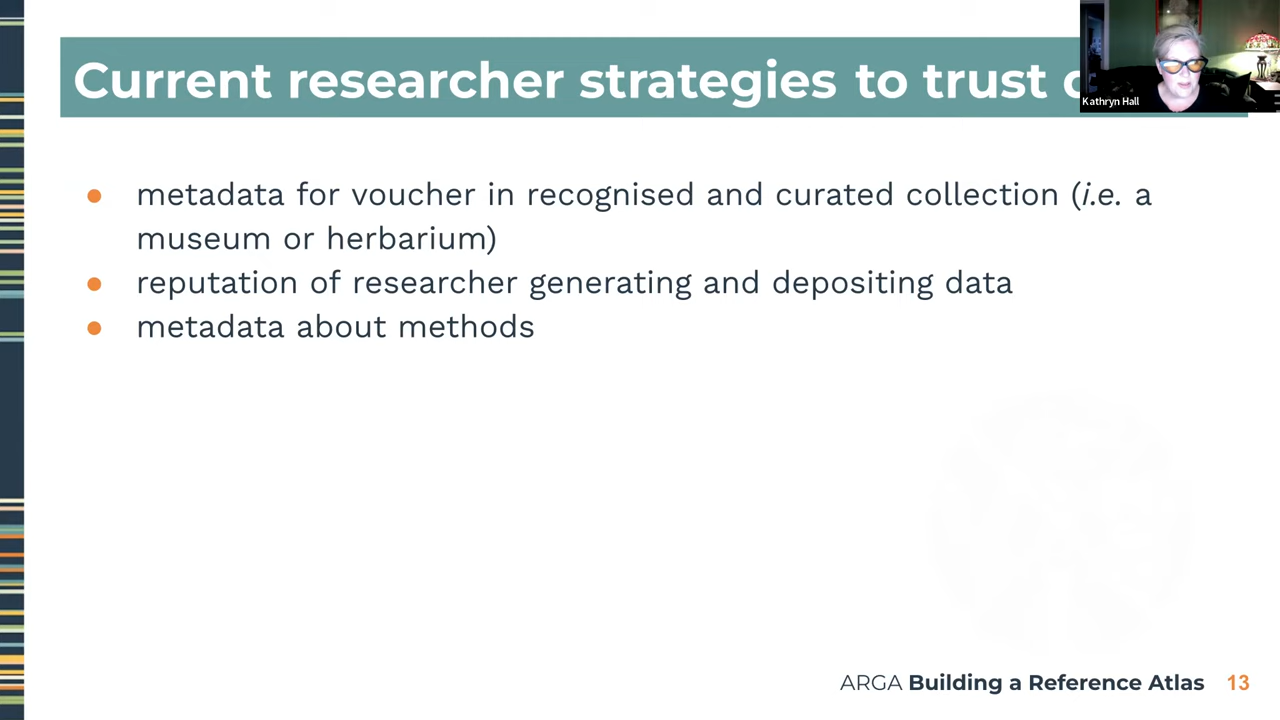 Current researcher strategies to trust
Kathryn Hall
● metadata for voucher in recognised and curated collection (i.e. a
museum or herbarium)
● reputation of researcher generating and depositing data
● metadata about methods
ARGA Building a Reference Atlas 13